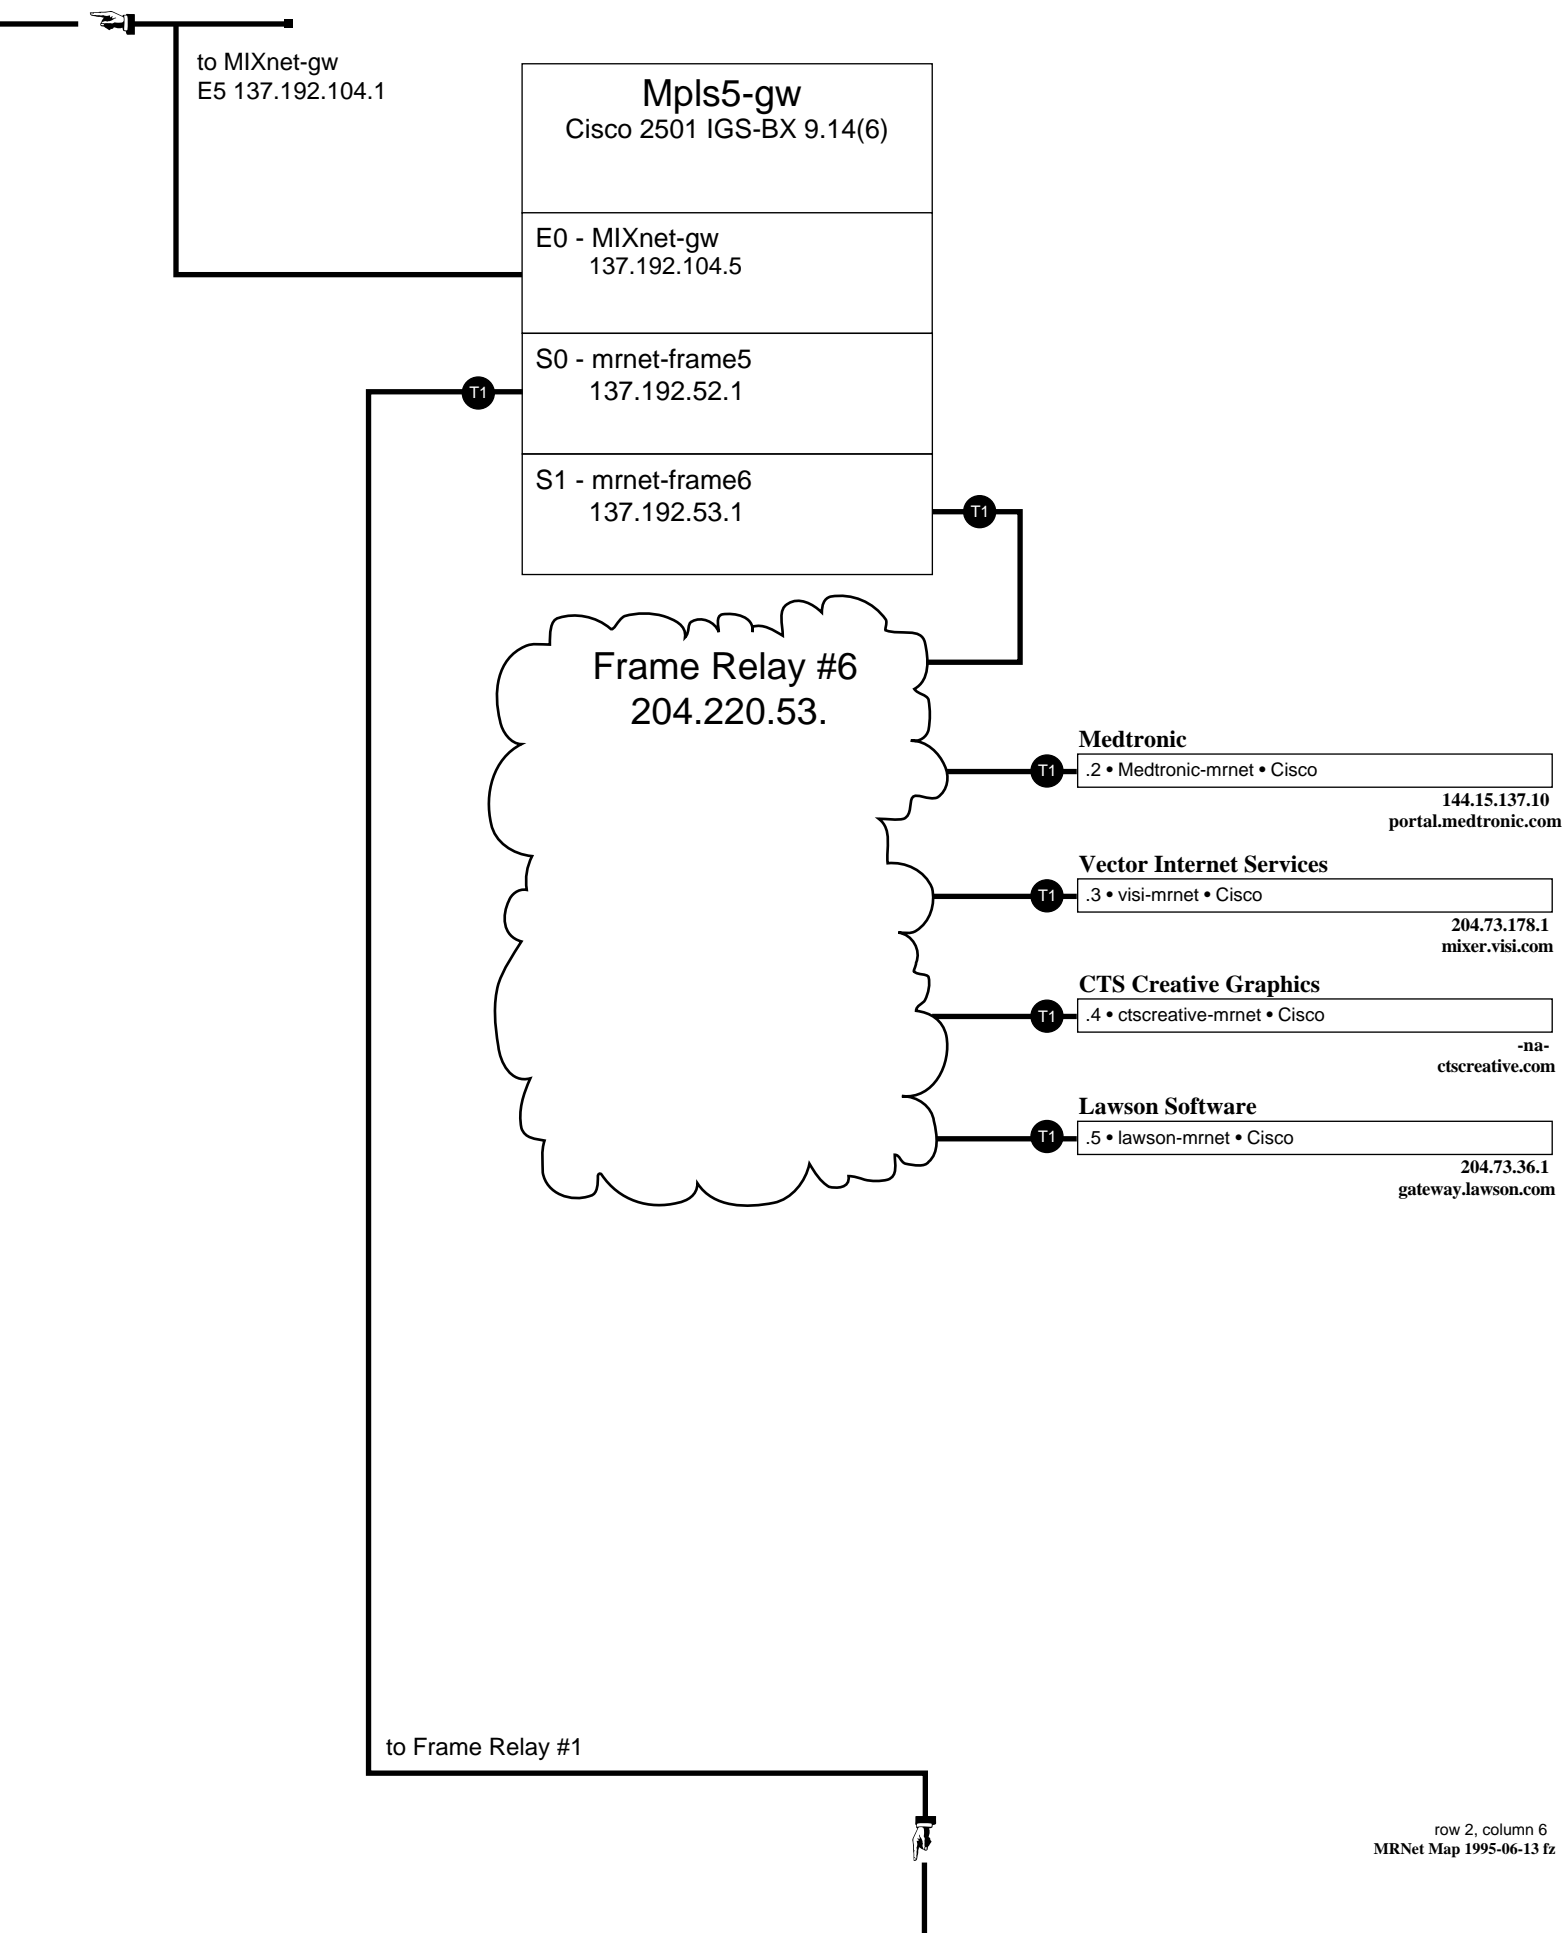 to MIXnet-gw
E5 137.192.104.1
Mpls5-gw
Cisco 2501 IGS-BX 9.14(6)
E0 - MIXnet-gw
137.192.104.5
S0 - mrnet-frame5
137.192.52.1
T1
S1 - mrnet-frame6
137.192.53.1
T1
Frame Relay #6
204.220.53.
Medtronic
T1
.2 • Medtronic-mrnet • Cisco
144.15.137.10
portal.medtronic.com
Vector Internet Services
T1
.3 • visi-mrnet • Cisco
204.73.178.1
mixer.visi.com
CTS Creative Graphics
T1
.4 • ctscreative-mrnet • Cisco
-na-
ctscreative.com
Lawson Software
T1
.5 • lawson-mrnet • Cisco
204.73.36.1
gateway.lawson.com
to Frame Relay #1
row 2, column 6
MRNet Map 1995-06-13 fz